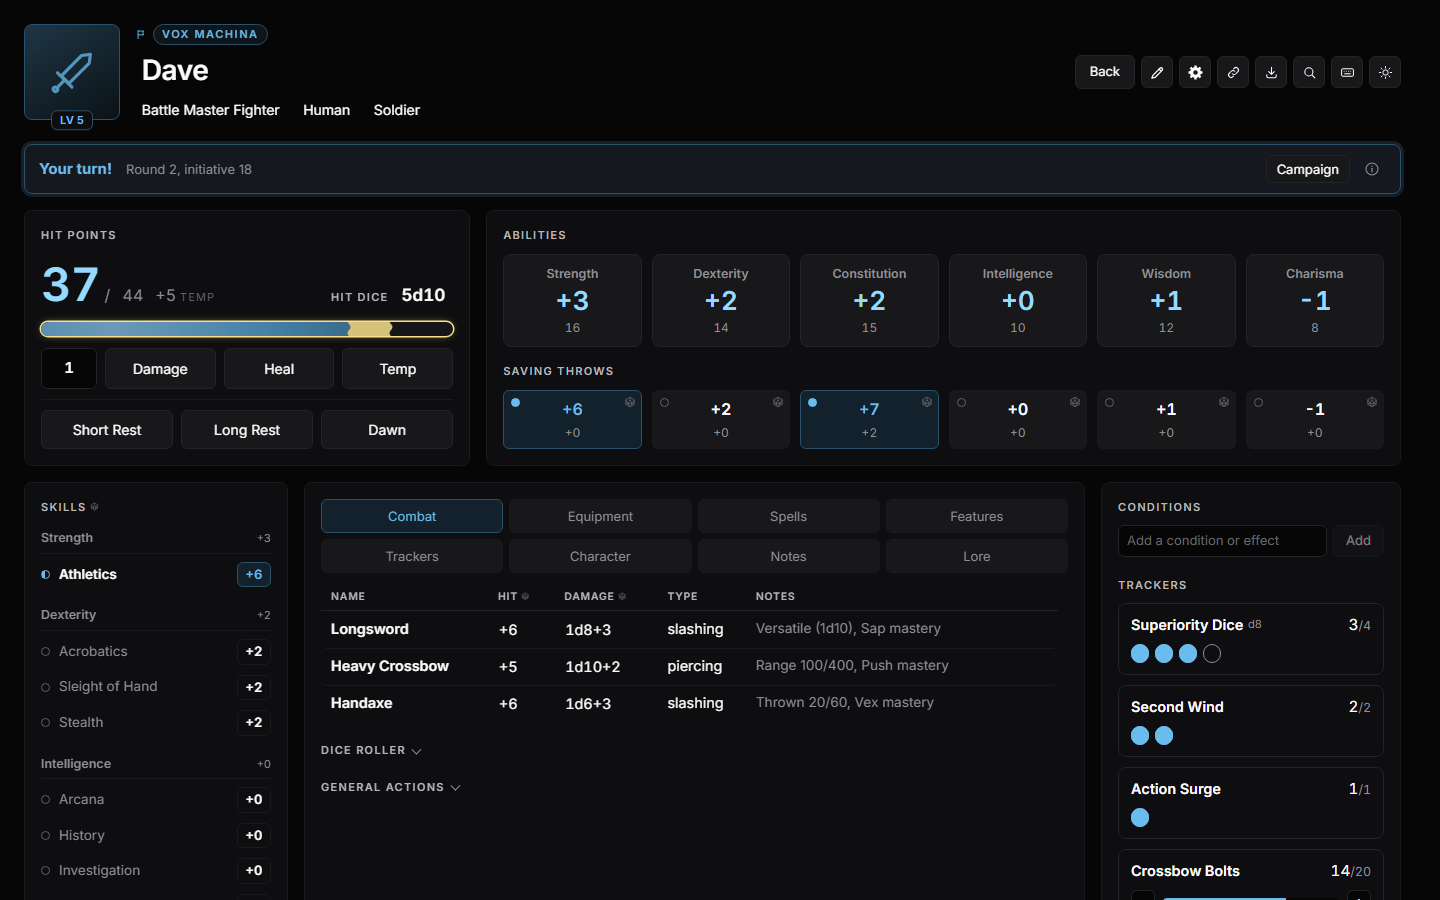 VOX MACHINA
Dave
Battle Master Fighter Human Soldier
LV 5
Back
Your turn! Round 2, initiative 18
Campaign
HIT POINTS
37 / 44 +5 TEMP
HIT DICE 5d10
1 Damage Heal Temp
Short Rest Long Rest Dawn
ABILITIES
Strength Dexterity Constitution Intelligence Wisdom Charisma
+3 +2 +2 +0 +1 -1
16 14 15 10 12 8
SAVING THROWS
+6 +2 +7 +0 +1 -1
+0 +0 +2 +0 +0 +0
SKILLS
Strength +3
Athletics +6
Dexterity +2
Acrobatics +2
Sleight of Hand +2
Stealth +2
Intelligence +0
Arcana +0
History +0
Investigation +0
Combat Equipment Spells Features
Trackers Character Notes Lore
NAME HIT DAMAGE TYPE NOTES
Longsword +6 1d8+3 slashing Versatile (1d10), Sap mastery
Heavy Crossbow +5 1d10+2 piercing Range 100/400, Push mastery
Handaxe +6 1d6+3 slashing Thrown 20/60, Vex mastery
DICE ROLLER
GENERAL ACTIONS
CONDITIONS
Add a condition or effect Add
TRACKERS
Superiority Dice d8 3/4
Second Wind 2/2
Action Surge 1/1
Crossbow Bolts 14/20